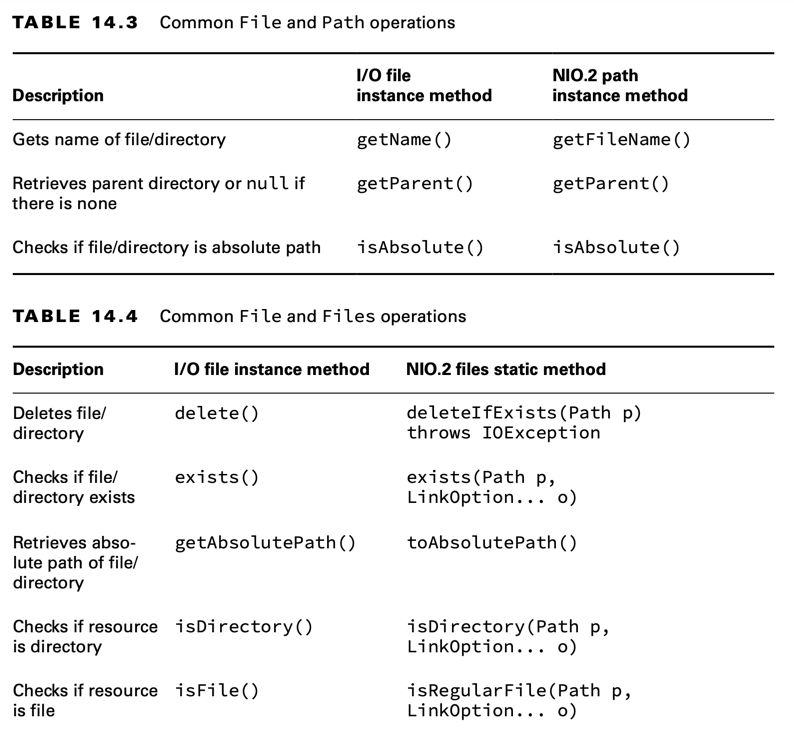 TABLE 14.3 Common File and Path operations
Description
I/O file
instance method
NIO.2 path
instance method
Gets name of file/directory
getName()
getFileName()
Retrieves parent directory or null if
there is none
getParent()
getParent()
Checks if file/directory is absolute path
isAbsolute()
isAbsolute()
TABLE 14.4 Common File and Files operations
Description
I/O file instance method
NIO.2 files static method
Deletes file/
directory
delete()
deleteIfExists(Path p)
throws IOException
Checks if file/
directory exists
exists()
exists(Path p,
LinkOption... o)
Retrieves abso-
lute path of file/
directory
getAbsolutePath()
toAbsolutePath()
Checks if resource
is directory
isDirectory()
isDirectory(Path p,
LinkOption... o)
Checks if resource
is file
isFile()
isRegularFile(Path p,
LinkOption... o)